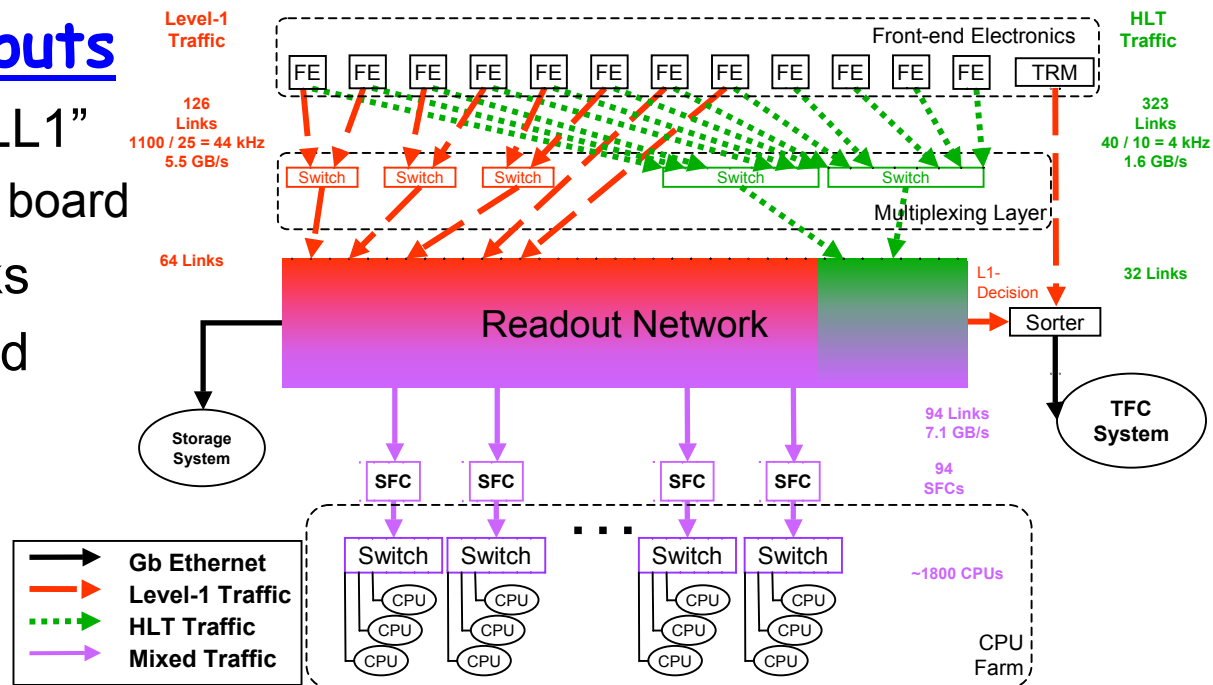 Level-1
Traffic
HLT
Traffic
Front-end Electronics
FE FE FE FE FE FE FE FE FE FE FE FE TRM
LL1”
board
126
Links
1100 / 25 = 44 kHz
5.5 GB/s
323
Links
40 / 10 = 4 kHz
1.6 GB/s
Switch Switch Switch Switch Switch
Multiplexing Layer
64 Links
32 Links
L1-
Decision
Readout Network
Sorter
Storage
System
TFC
System
94 Links
7.1 GB/s
SFC SFC SFC SFC
94
SFCs
...
Switch Switch Switch Switch
CPU CPU CPU CPU
CPU CPU CPU CPU
CPU CPU CPU CPU
~1800 CPUs
CPU
Farm
Gb Ethernet
Level-1 Traffic
HLT Traffic
Mixed Traffic